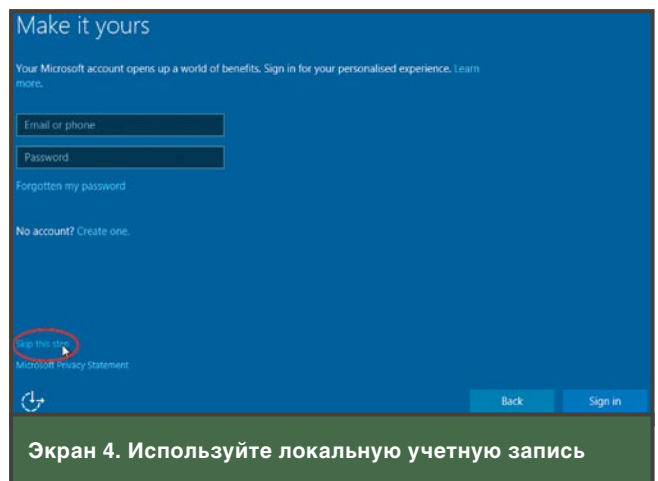 Make it yours
Your Microsoft account opens up a world of benefits. Sign in for your personalised experience. Learn
more.
Email or phone
Password
Forgotten my password
No account? Create one.
Skip this step
Microsoft Privacy Statement
Back Sign in
Экран 4. Используйте локальную учетную запись